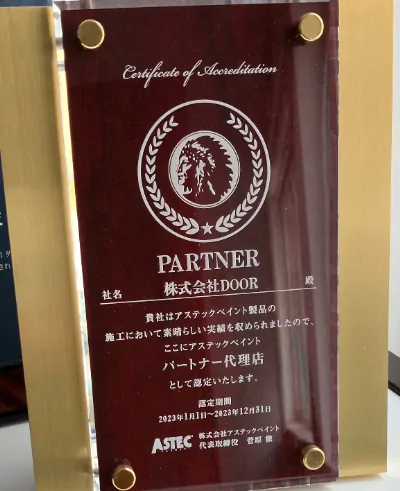 Certificate of Accreditation
PARTNER
社名 株式会社DOOR 殿
貴社はアステックペイント製品の
施工において素晴らしい実績を収められましたので、
ここにアステックペイント
パートナー代理店
として認定いたします。
認定期間
2023年1月1日～2023年12月31日
ASTEC 株式会社アステックペイント
代表取締役 菅原 徹